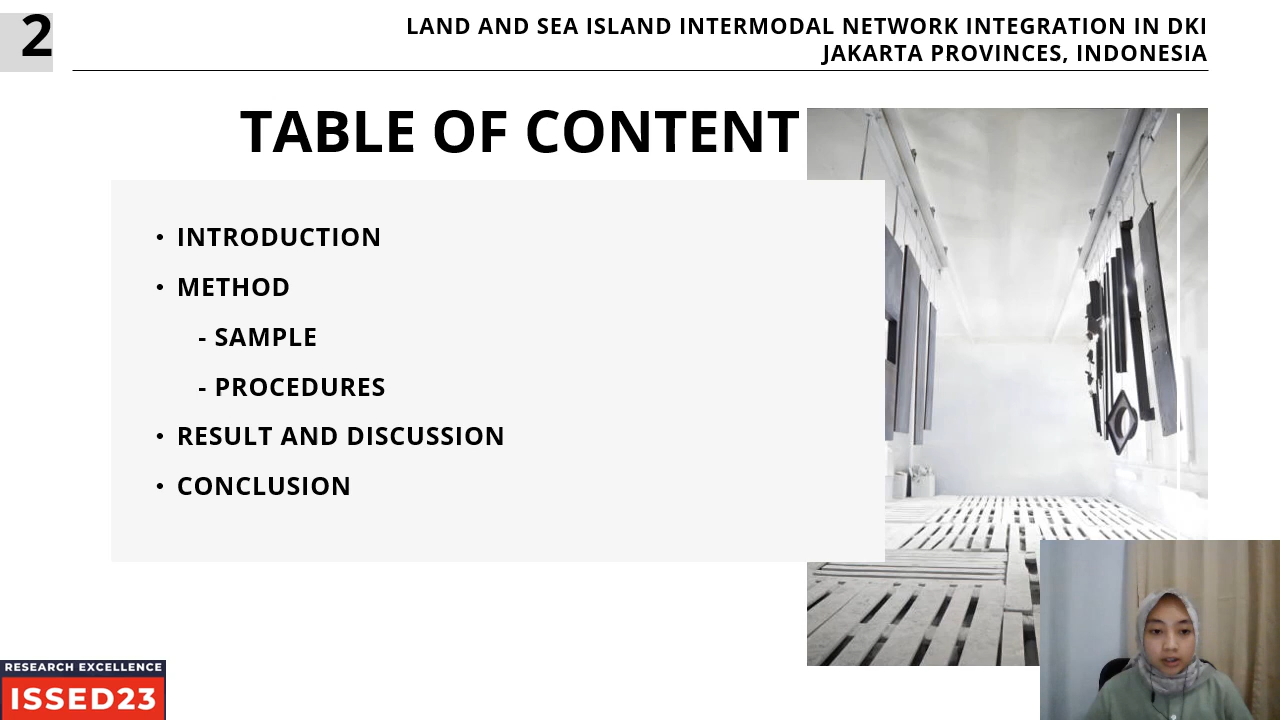 2
LAND AND SEA ISLAND INTERMODAL NETWORK INTEGRATION IN DKI
JAKARTA PROVINCES, INDONESIA
TABLE OF CONTENT
• INTRODUCTION
• METHOD
- SAMPLE
- PROCEDURES
• RESULT AND DISCUSSION
• CONCLUSION
RESEARCH EXCELLENCE
ISSED23